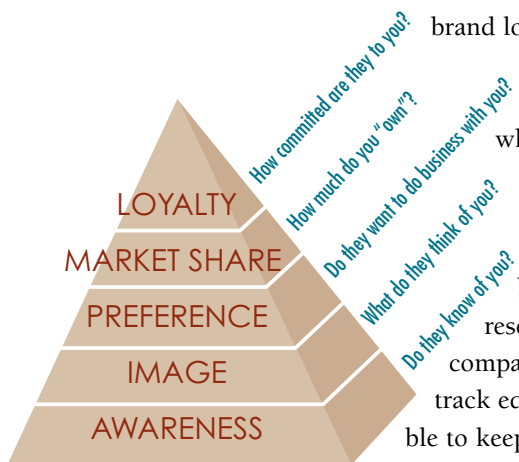 How committed are they to you?
How much do you "own"?
Do they want to do business with you?
What do they think of you?
Do they know of you?
LOYALTY
MARKET SHARE
PREFERENCE
IMAGE
AWARENESS
brand lo
wh
rese
compa
track eq
ble to keep